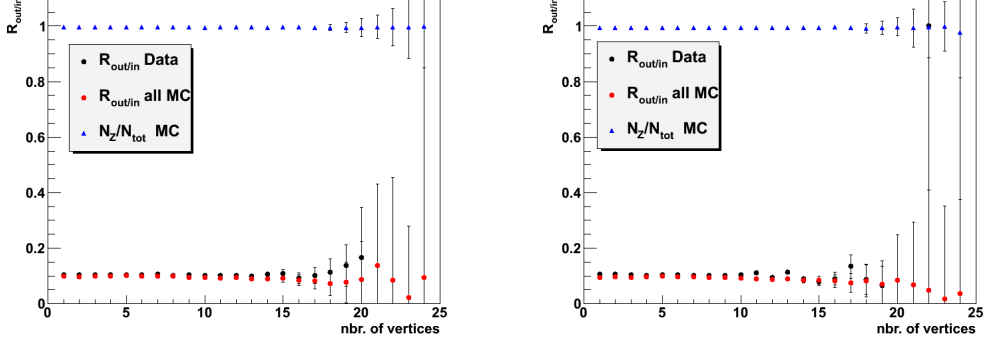 R_out/in
1
0.8
0.6
0.4
0.2
0
R_out/in Data
R_out/in all MC
N_Z/N_tot MC
0 5 10 15 20 25
nbr. of vertices
R_out/in
1
0.8
0.6
0.4
0.2
0
R_out/in Data
R_out/in all MC
N_Z/N_tot MC
0 5 10 15 20 25
nbr. of vertices